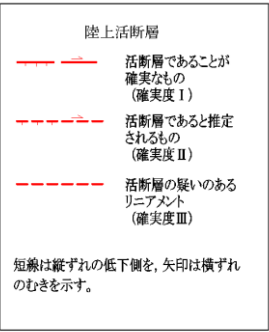 陸上活断層
活断層であることが
確実なもの
(確実度Ⅰ)
活断層であると推定
されるもの
(確実度Ⅱ)
活断層の疑いのある
リニアメント
(確実度Ⅲ)
短線は縦ずれの低下側を, 矢印は横ずれ
のむきを示す。